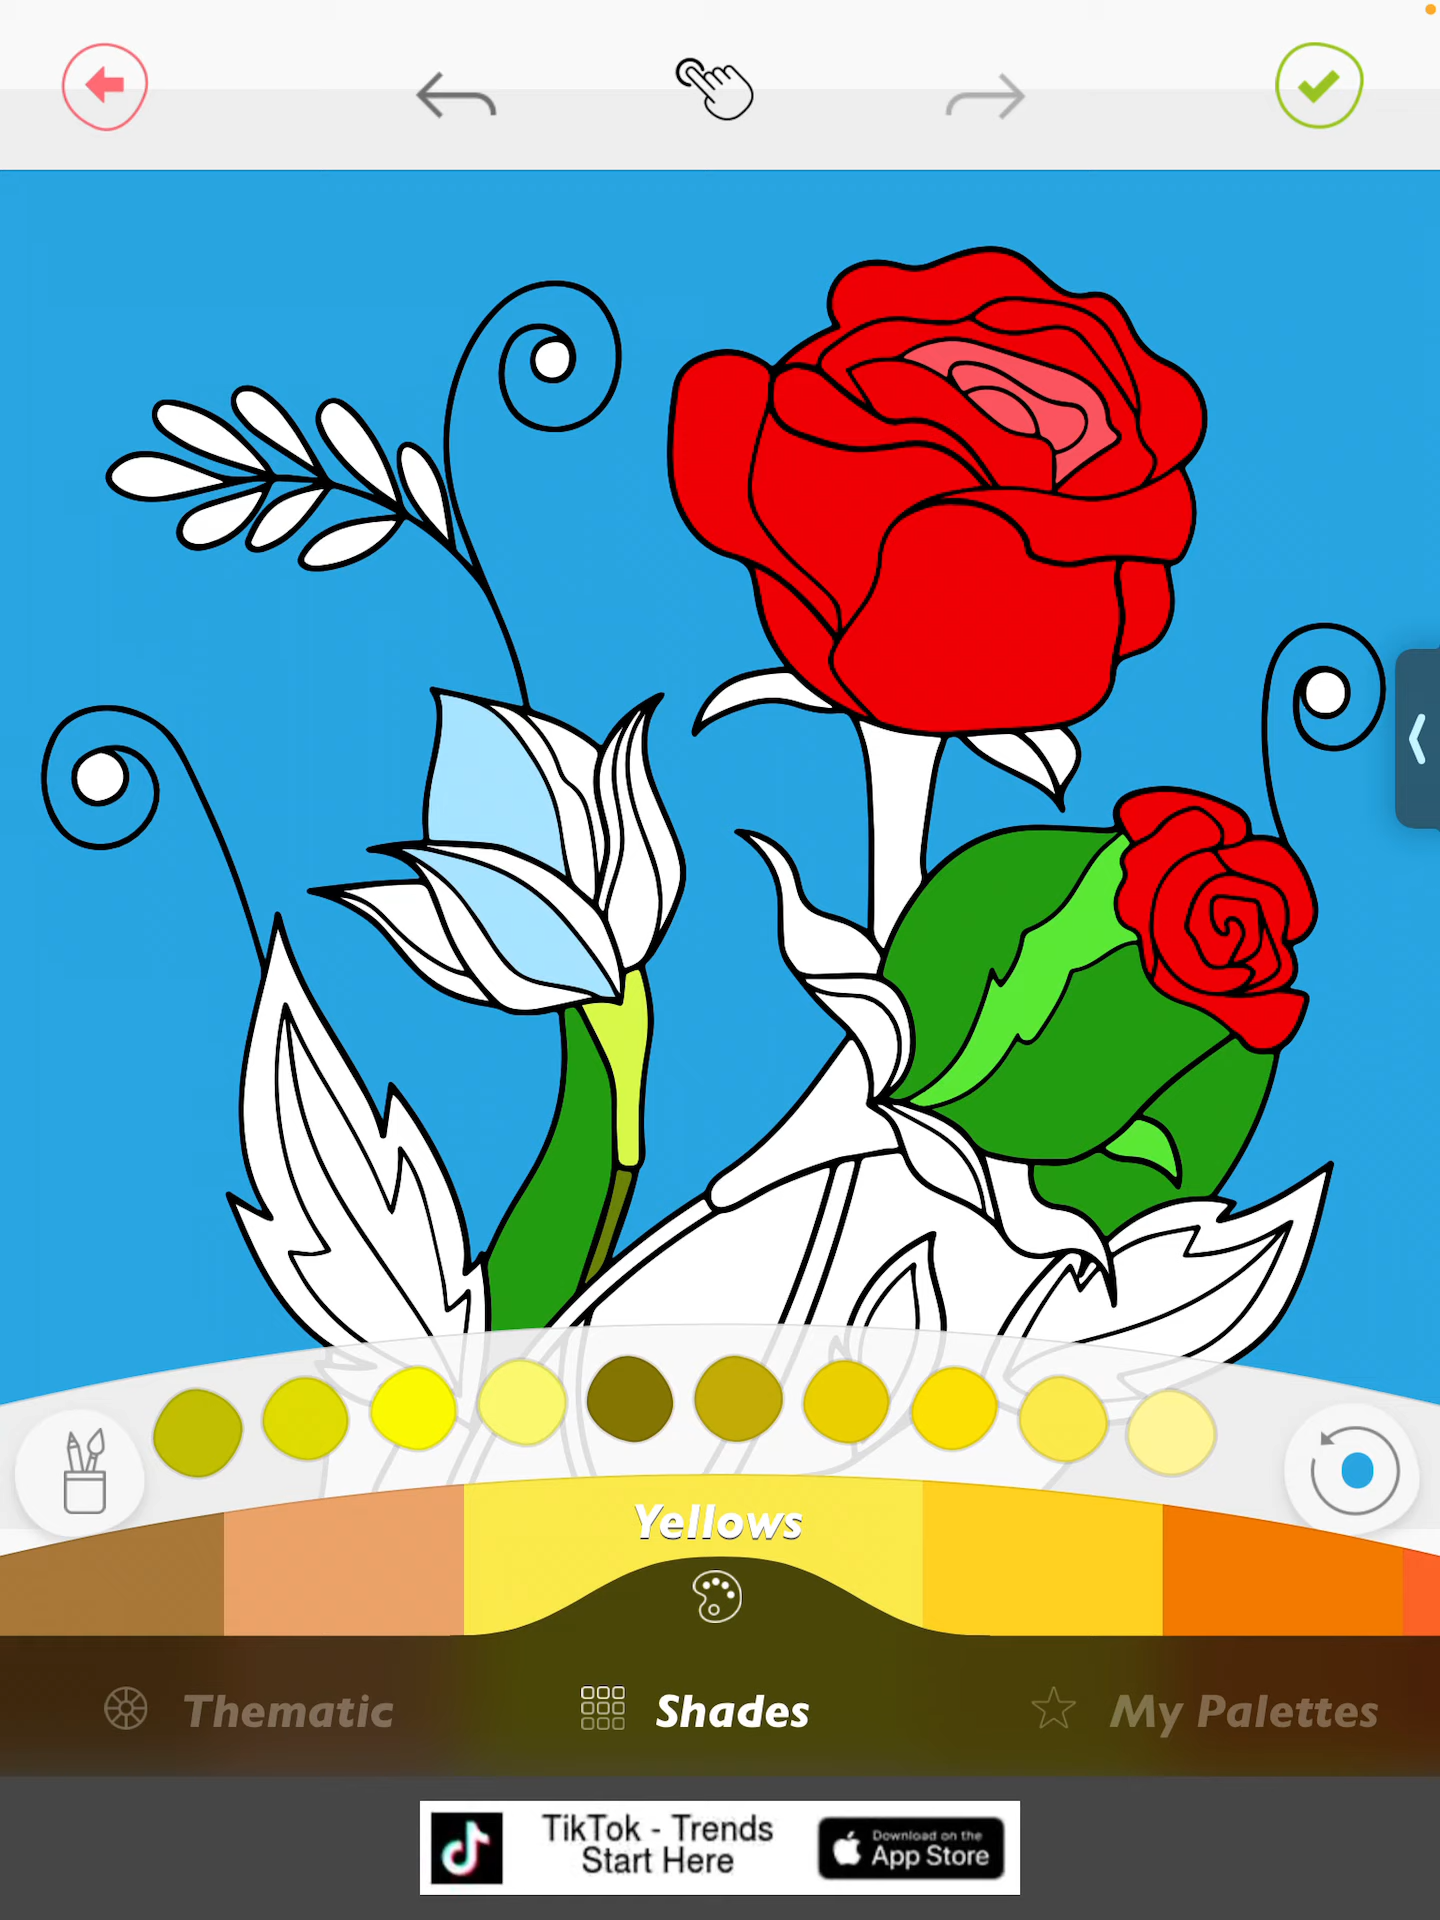 Yellows
Thematic
Shades
My Palettes
TikTok - Trends
Start Here
Download on the
App Store